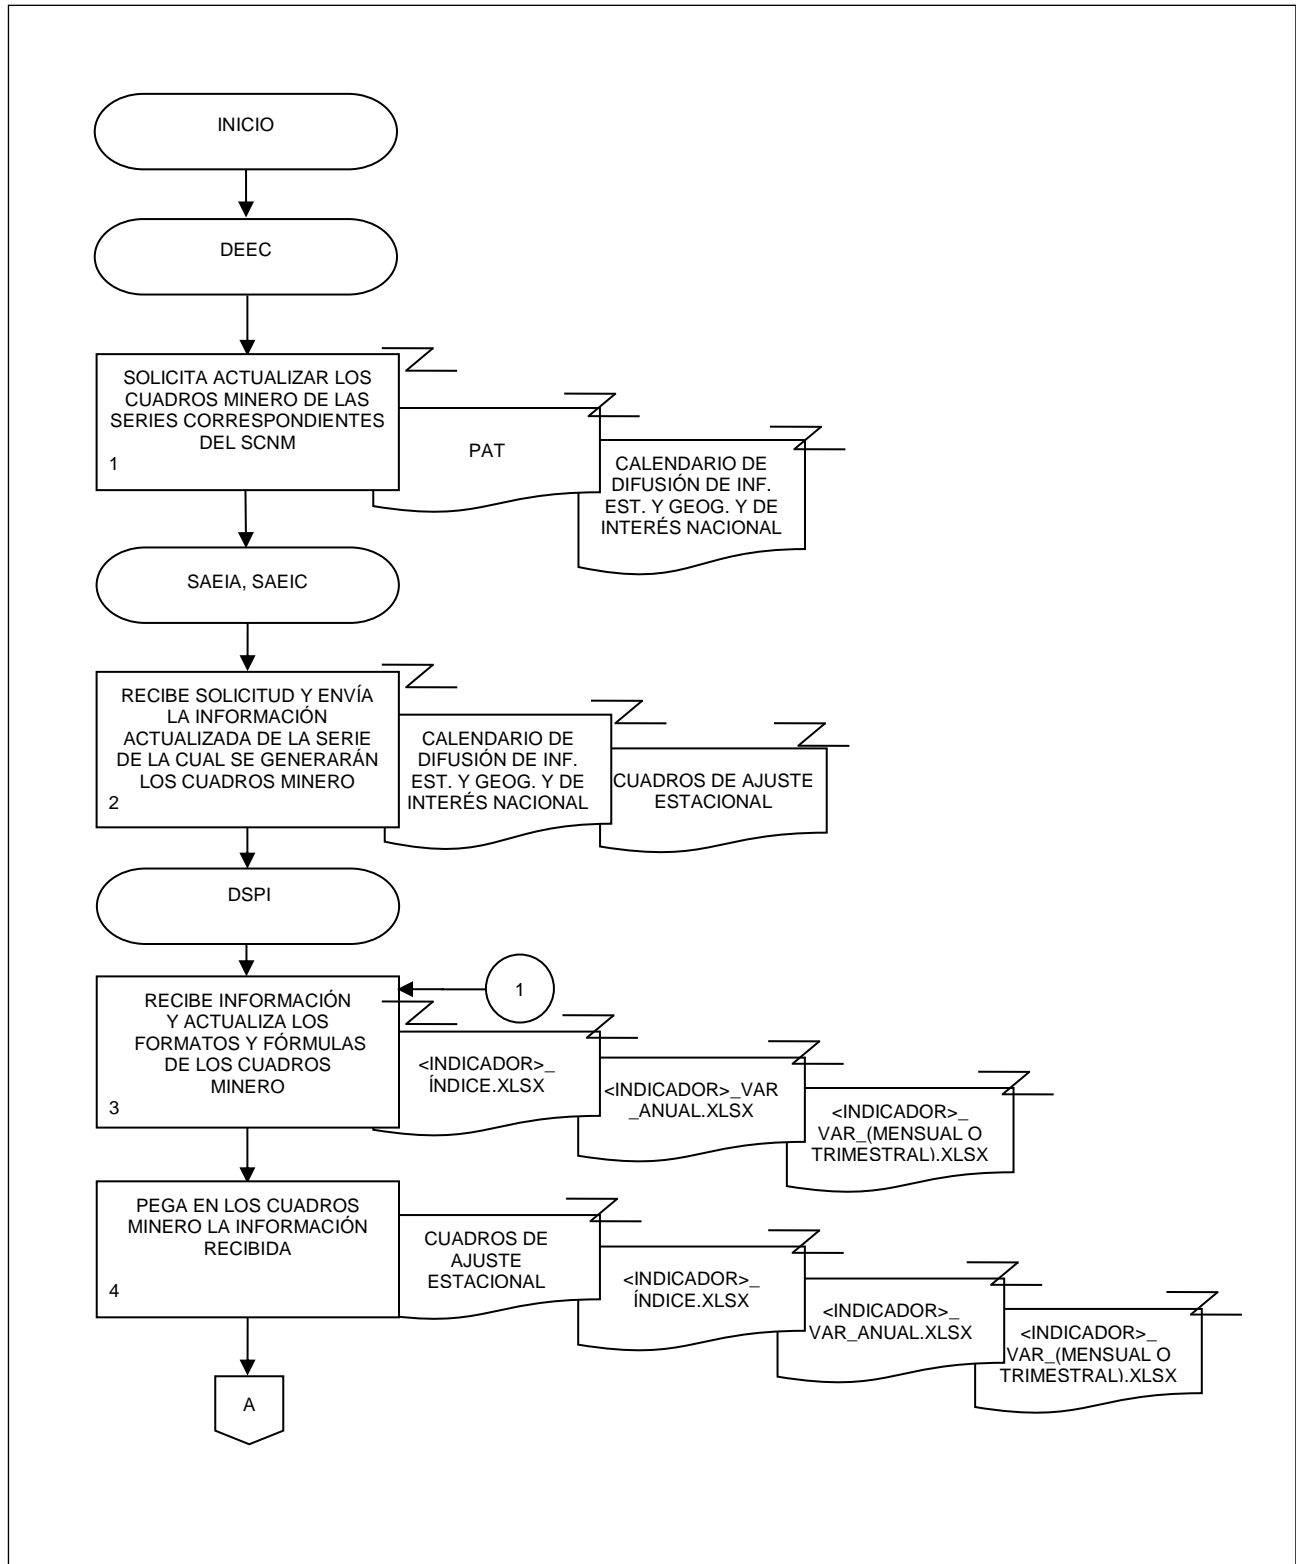 INICIO
DEEC
SOLICITA ACTUALIZAR LOS
CUADROS MINERO DE LAS
SERIES CORRESPONDIENTES
DEL SCNM
1
PAT
CALENDARIO DE
DIFUSIÓN DE INF.
EST. Y GEOG. Y DE
INTERÉS NACIONAL
SAEIA, SAEIC
RECIBE SOLICITUD Y ENVÍA
LA INFORMACIÓN
ACTUALIZADA DE LA SERIE
DE LA CUAL SE GENERARÁN
LOS CUADROS MINERO
2
CALENDARIO DE
DIFUSIÓN DE INF.
EST. Y GEOG. Y DE
INTERÉS NACIONAL
CUADROS DE AJUSTE
ESTACIONAL
DSPI
1
RECIBE INFORMACIÓN
Y ACTUALIZA LOS
FORMATOS Y FÓRMULAS
DE LOS CUADROS
MINERO
3
<INDICADOR>_
ÍNDICE.XLSX
<INDICADOR>_VAR
_ANUAL.XLSX
<INDICADOR>_
VAR_(MENSUAL O
TRIMESTRAL).XLSX
PEGA EN LOS CUADROS
MINERO LA INFORMACIÓN
RECIBIDA
4
CUADROS DE
AJUSTE
ESTACIONAL
<INDICADOR>_
ÍNDICE.XLSX
<INDICADOR>_
VAR_ANUAL.XLSX
<INDICADOR>_
VAR_(MENSUAL O
TRIMESTRAL).XLSX
A